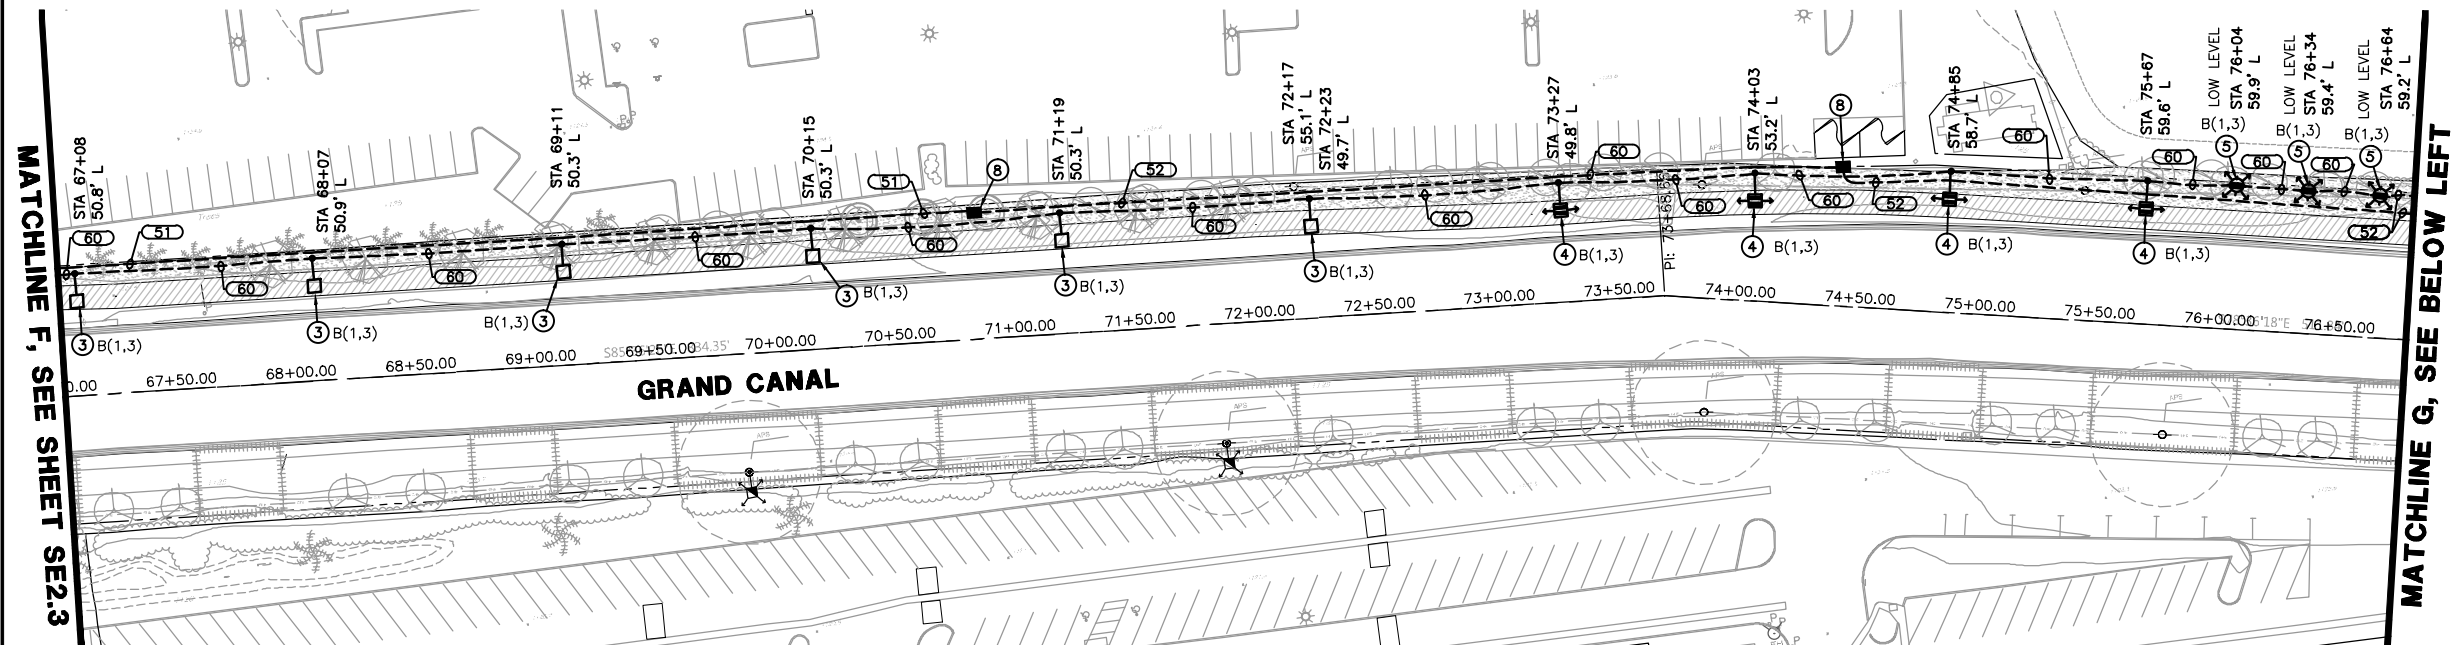 MATCHLINE F, SEE SHEET SE2.3
STA 67+08
50.8' L
STA 68+07
50.9' L
STA 69+11
50.3' L
STA 70+15
50.3' L
STA 71+19
50.3' L
STA 72+17
55.1' L
STA 72+23
49.7' L
STA 73+27
49.8' L
STA 74+03
53.2' L
STA 74+85
58.7' L
STA 75+67
59.6' L
LOW LEVEL
STA 76+04
59.9' L
LOW LEVEL
STA 76+34
59.4' L
LOW LEVEL
STA 76+64
59.2' L
B(1,3)
B(1,3)
B(1,3)
5
5
5
8
8
60
51
60
60
51
60
60
52
60
60
60
60
60
52
60
60
60
60
52
3 B(1,3)
3 B(1,3)
B(1,3) 3
3 B(1,3)
3 B(1,3)
3 B(1,3)
4 B(1,3)
4 B(1,3)
4 B(1,3)
4 B(1,3)
0.00
67+50.00
68+00.00
68+50.00
69+00.00
69+50.00
70+00.00
70+50.00
71+00.00
71+50.00
72+00.00
72+50.00
73+00.00
73+50.00
74+00.00
74+50.00
75+00.00
75+50.00
76+00.00
76+50.00
GRAND CANAL
APS
APS
APS
APS
APS
APS
MATCHLINE G, SEE BELOW LEFT